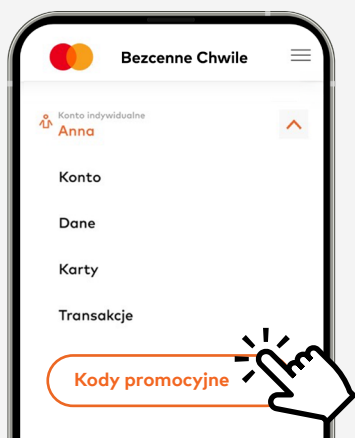 Bezcenne Chwile
Konto indywidualne
Anna
Konto
Dane
Karty
Transakcje
Kody promocyjne